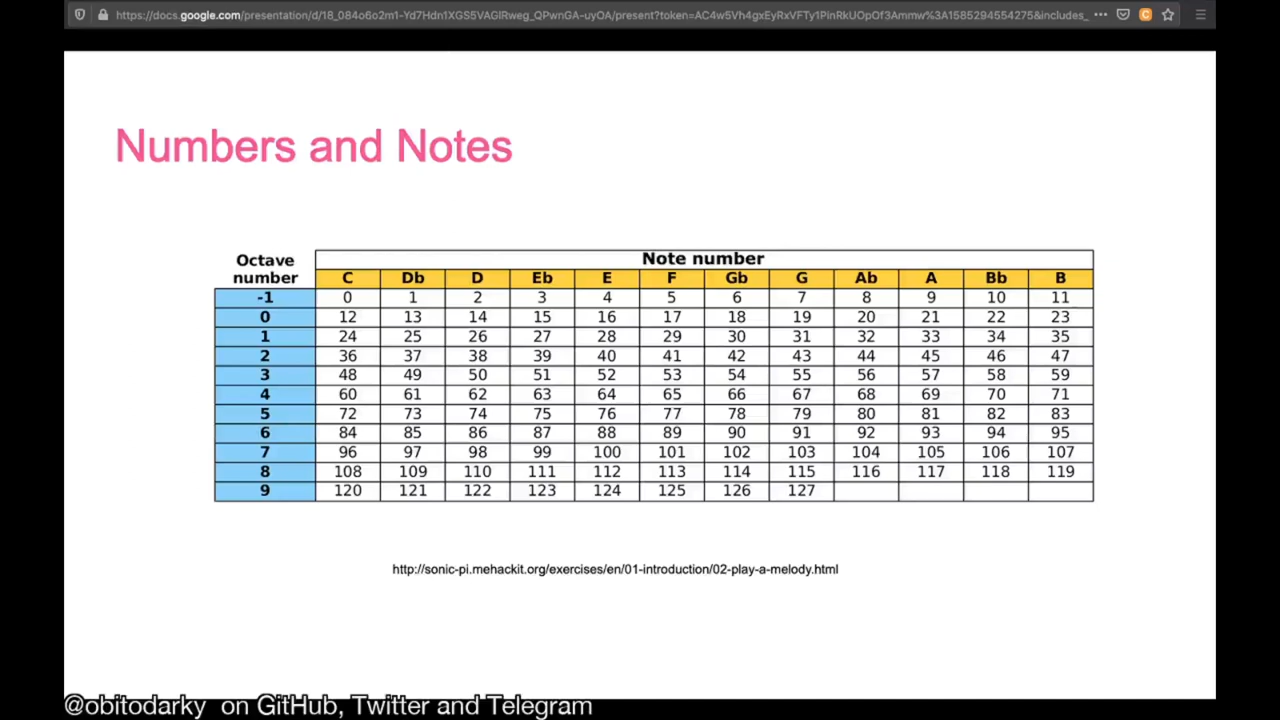 https://docs.google.com/presentation/d/18_084o6o2m1-Yd7Hdn1XGS5VAGlRweg_QPwnGA-uyOA/present?token=AC4w5Vh4gxEyRxVFTy1PinRkUOpOf3Ammw%3A1585294554275&includes_
Numbers and Notes
Octave number Note number
C Db D Eb E F Gb G Ab A Bb B
-1 0 1 2 3 4 5 6 7 8 9 10 11
0 12 13 14 15 16 17 18 19 20 21 22 23
1 24 25 26 27 28 29 30 31 32 33 34 35
2 36 37 38 39 40 41 42 43 44 45 46 47
3 48 49 50 51 52 53 54 55 56 57 58 59
4 60 61 62 63 64 65 66 67 68 69 70 71
5 72 73 74 75 76 77 78 79 80 81 82 83
6 84 85 86 87 88 89 90 91 92 93 94 95
7 96 97 98 99 100 101 102 103 104 105 106 107
8 108 109 110 111 112 113 114 115 116 117 118 119
9 120 121 122 123 124 125 126 127
http://sonic-pi.mehackit.org/exercises/en/01-introduction/02-play-a-melody.html
@obitodarky on GitHub, Twitter and Telegram